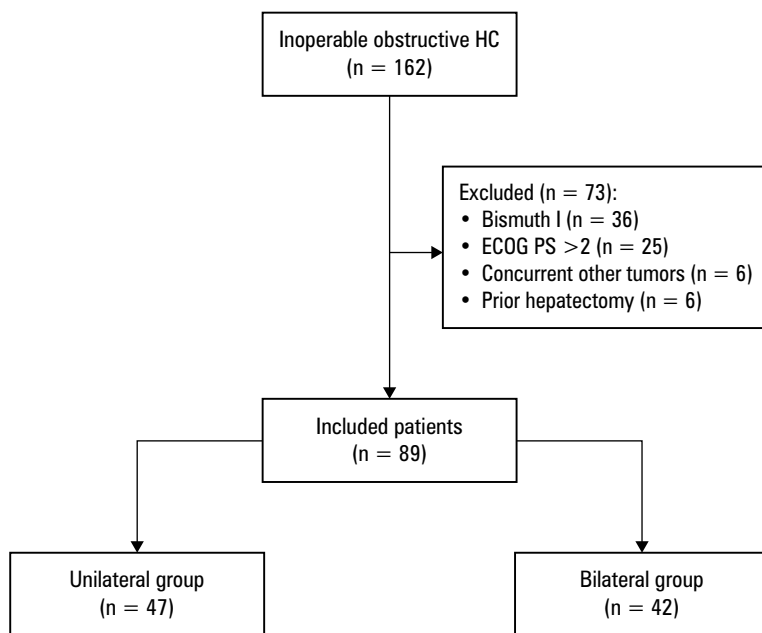 Inoperable obstructive HC
(n = 162)
Excluded (n = 73):
• Bismuth I (n = 36)
• ECOG PS >2 (n = 25)
• Concurrent other tumors (n = 6)
• Prior hepatectomy (n = 6)
Included patients
(n = 89)
Unilateral group
(n = 47)
Bilateral group
(n = 42)